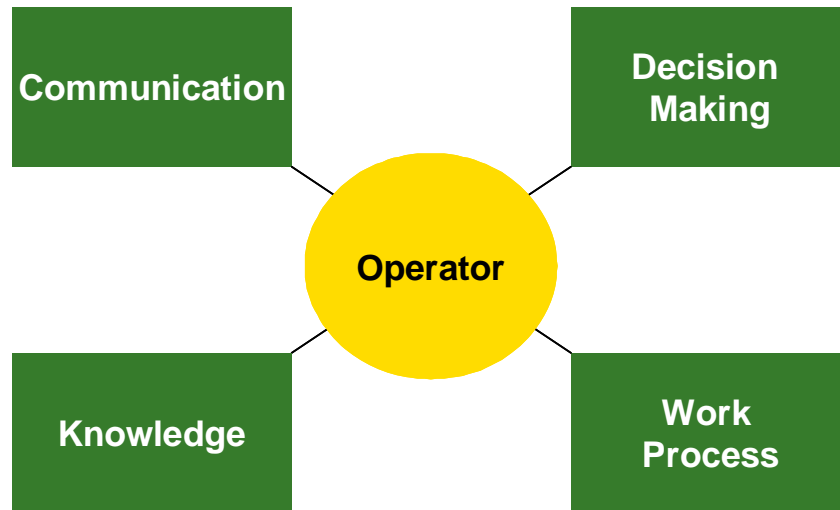 Communication
Decision
Making
Operator
Knowledge
Work
Process